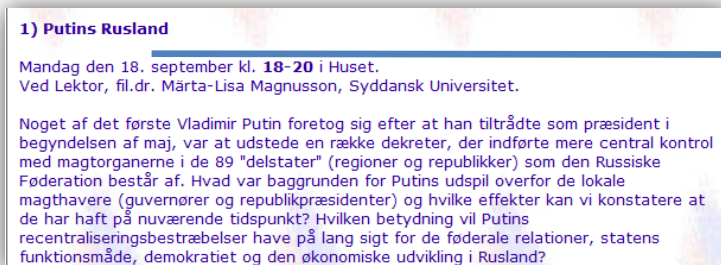 1) Putins Rusland
Mandag den 18. september kl. 18-20 i Huset.
Ved Lektor, fil.dr. Märta-Lisa Magnusson, Syddansk Universitet.
Noget af det første Vladimir Putin foretog sig efter at han tiltrådte som præsident i
begyndelsen af maj, var at udstede en række dekreter, der indførte mere central kontrol
med magtorganerne i de 89 "delstater" (regioner og republikker) som den Russiske
Føderation består af. Hvad var baggrunden for Putins udspil overfor de lokale
magthavere (guvernører og republikpræsidenter) og hvilke effekter kan vi konstatere at
de har haft på nuværende tidspunkt? Hvilken betydning vil Putins
recentraliseringsbestræbelser have på lang sigt for de føderale relationer, statens
funktionsmåde, demokratiet og den økonomiske udvikling i Rusland?